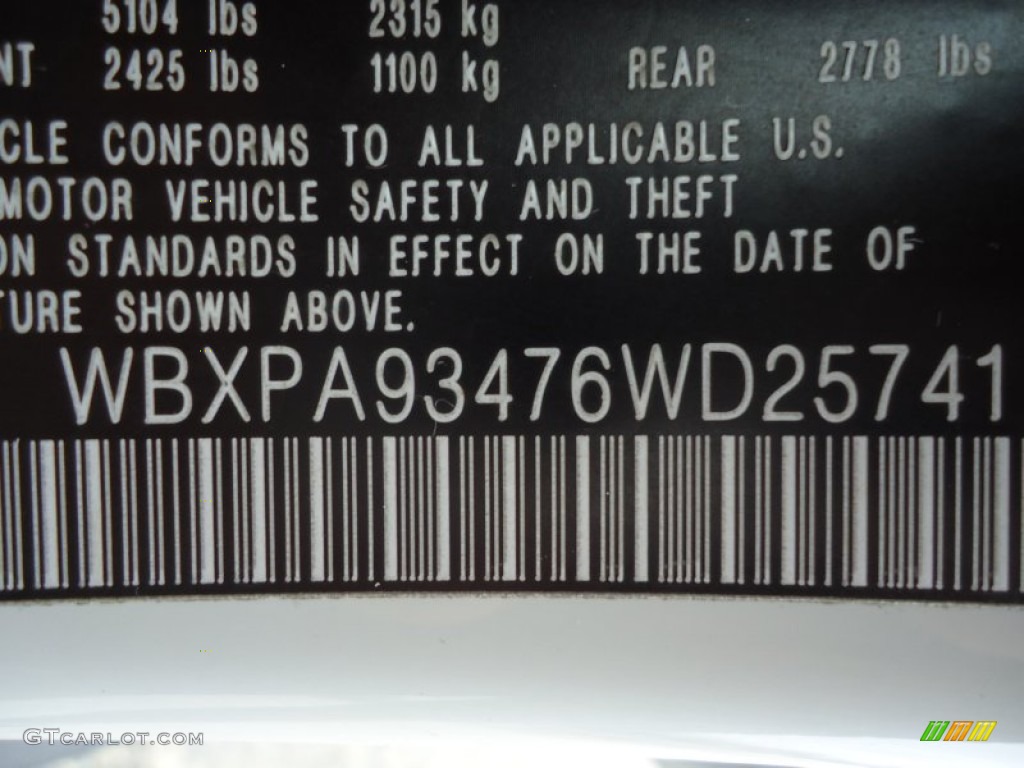 5104 lbs 2315 kg
NT 2425 lbs 1100 kg REAR 2778 lbs
CLE CONFORMS TO ALL APPLICABLE U.S.
MOTOR VEHICLE SAFETY AND THEFT
ON STANDARDS IN EFFECT ON THE DATE OF
TURE SHOWN ABOVE.
WBXPA93476WD25741
GTCARLOT.COM